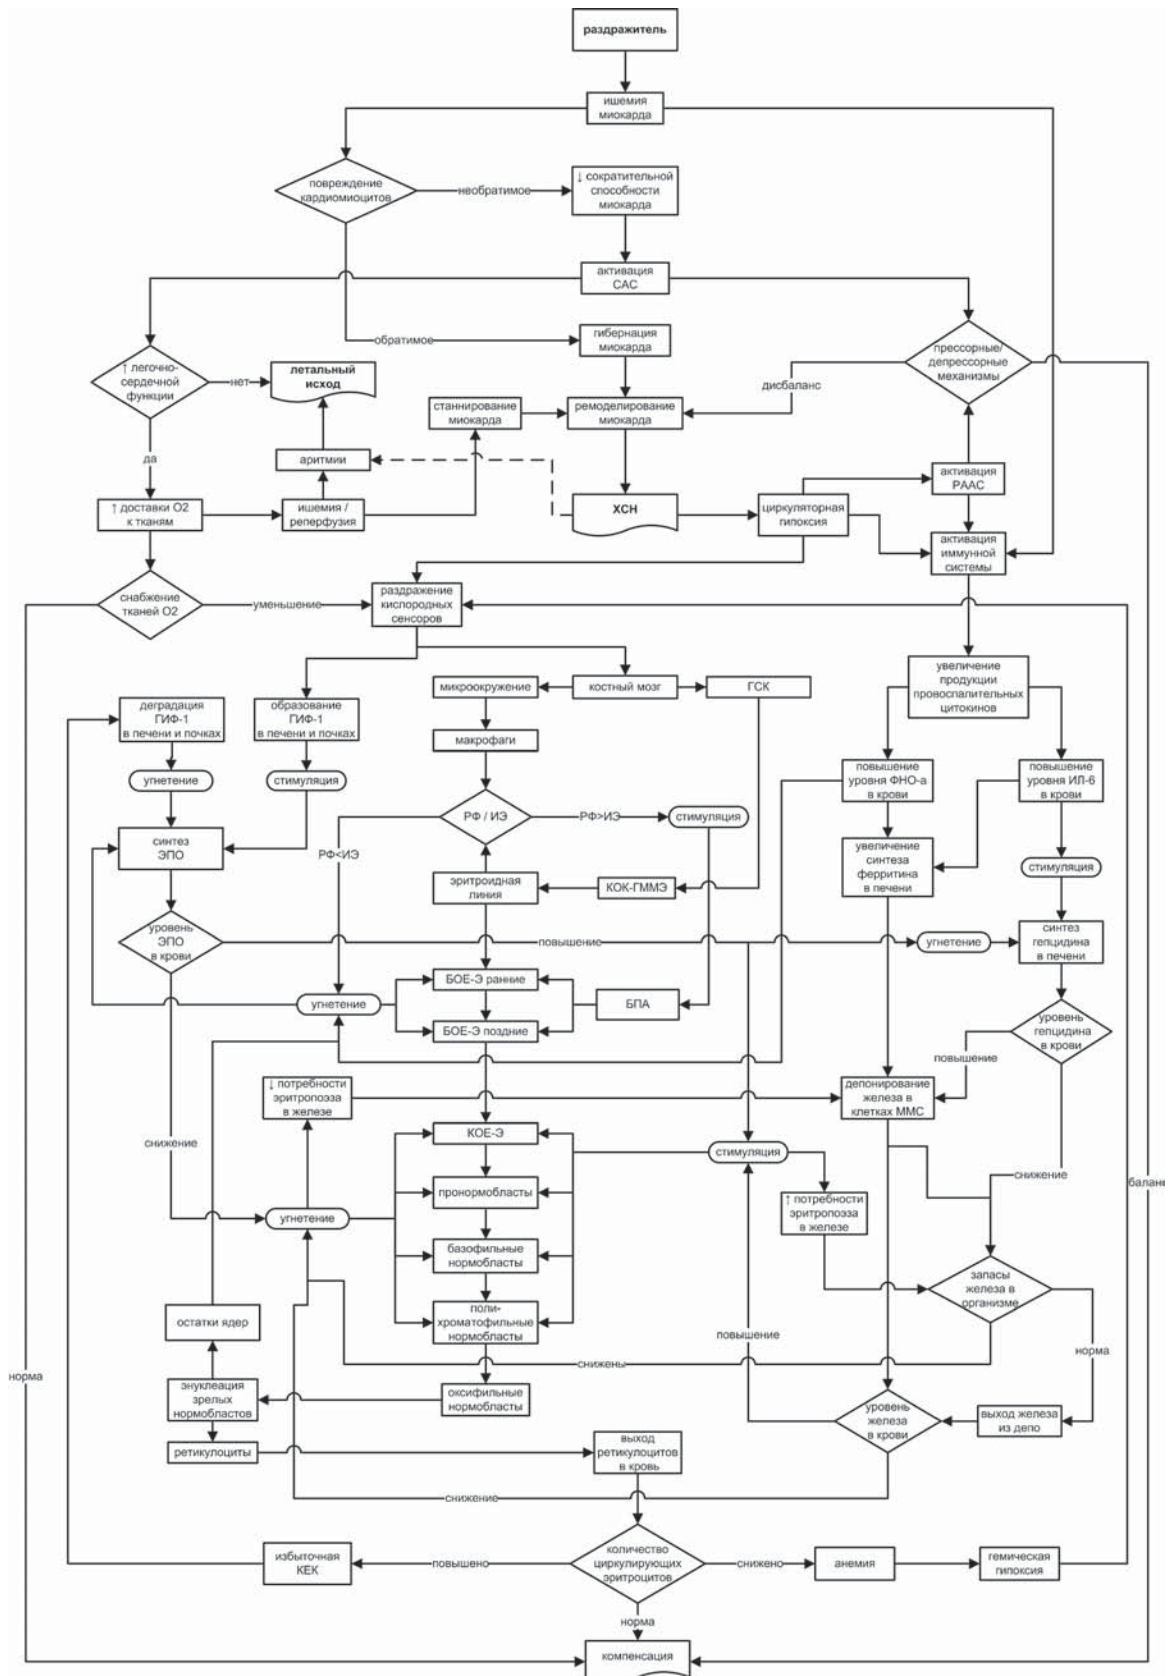 раздражитель
ишемия
миокарда
повреждение
кардиомиоцитов
необратимое
↓ сократительной
способности
миокарда
активация
САС
обратимое
гибернация
миокарда
прессорные/
депрессорные
механизмы
↑ легочно-
сердечной
функции
нет
летальный
исход
дисбаланс
станнирование
миокарда
ремоделирование
миокарда
да
аритмии
активация
РААС
↑ доставки О2
к тканям
ишемия /
реперфузия
ХСН
циркуляторная
гипоксия
активация
иммунной
системы
снабжение
тканей О2
уменьшение
раздражение
кислородных
сенсоров
увеличение
продукции
провоспалительных
цитокинов
микроокружение
костный мозг
ГСК
деградация
ГИФ-1
в печени и почках
образование
ГИФ-1
в печени и почках
макрофаги
угнетение
стимуляция
повышение
уровня ФНО-а
в крови
повышение
уровня ИЛ-6
в крови
РФ / ИЭ
РФ>ИЭ
стимуляция
синтез
ЭПО
РФ<ИЭ
увеличение
синтеза
ферритина
в печени
стимуляция
эритроидная
линия
КОК-ГММЭ
уровень
ЭПО
в крови
повышение
угнетение
синтез
гепцидина
в печени
БОЕ-Э ранние
угнетение
БПА
БОЕ-Э поздние
уровень
гепцидина
в крови
повышение
↓ потребности
эритропоэза
в железе
депонирование
железа в
клетках ММС
КОЕ-Э
снижение
стимуляция
снижение
баланс
пронормобласты
↑ потребности
эритропоэза
в железе
угнетение
базофильные
нормобласты
запасы
железа в
организме
поли-
хроматофильные
нормобласты
остатки ядер
повышение
норма
снижены
норма
энуклеация
зрелых
нормобластов
оксифильные
нормобласты
уровень
железа
в крови
выход железа
из депо
ретикулоциты
выход
ретикулоцитов
в кровь
снижение
избыточная
КЕК
повышено
количество
циркулирующих
эритроцитов
снижено
анемия
гемическая
гипоксия
норма
компенсация